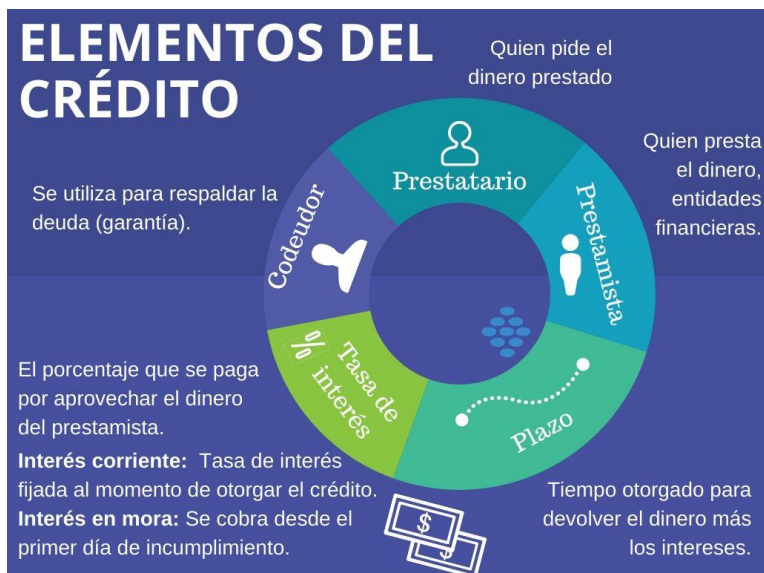 ELEMENTOS DEL
CRÉDITO
Quien pide el
dinero prestado
Prestatario
Quien presta
el dinero,
entidades
financieras.
Prestamista
Se utiliza para respaldar la
deuda (garantía).
Codeudor
%
Tasa de
interés
Plazo
El porcentaje que se paga
por aprovechar el dinero
del prestamista.
Interés corriente: Tasa de interés
fijada al momento de otorgar el crédito.
Interés en mora: Se cobra desde el
primer día de incumplimiento.
$
$
Tiempo otorgado para
devolver el dinero más
los intereses.